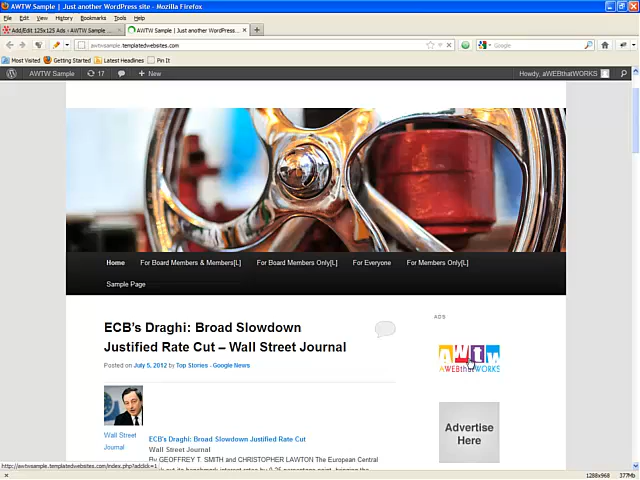 AWTW Sample | Just another WordPress site - Mozilla Firefox
File Edit View History Bookmarks Tools Help
Add/Edit 125x125 Ads ‹ AWTW Sample ...
AWTW Sample | Just another WordPress...
awtwsample.templatedwebsites.com
Google
Most Visited Getting Started Latest Headlines Pin It
AWTW Sample 17 + New Howdy, aWEBthatWORKS
Home For Board Members & Members[L] For Board Members Only[L] For Everyone For Members Only[L]
Sample Page
ADS
ECB's Draghi: Broad Slowdown
Justified Rate Cut – Wall Street Journal
Posted on July 5, 2012 by Top Stories - Google News
AWTW
AWEBthatWORKS
Advertise
Here
Wall Street
Journal
ECB's Draghi: Broad Slowdown Justified Rate Cut
Wall Street Journal
By GEOFFREY T. SMITH and CHRISTOPHER LAWTON The European Central
http://awtwsample.templatedwebsites.com/index.php?adclick=1
1288x968 377M